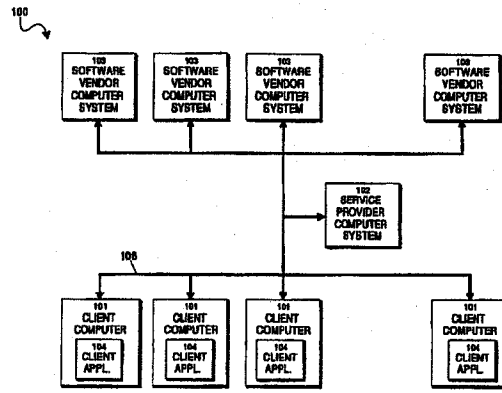 100
103
SOFTWARE
VENDOR
COMPUTER
SYSTEM
103
SOFTWARE
VENDOR
COMPUTER
SYSTEM
103
SOFTWARE
VENDOR
COMPUTER
SYSTEM
103
SOFTWARE
VENDOR
COMPUTER
SYSTEM
102
SERVICE
PROVIDER
COMPUTER
SYSTEM
106
101
CLIENT
COMPUTER
104
CLIENT
APPL.
101
CLIENT
COMPUTER
104
CLIENT
APPL.
101
CLIENT
COMPUTER
104
CLIENT
APPL.
101
CLIENT
COMPUTER
104
CLIENT
APPL.